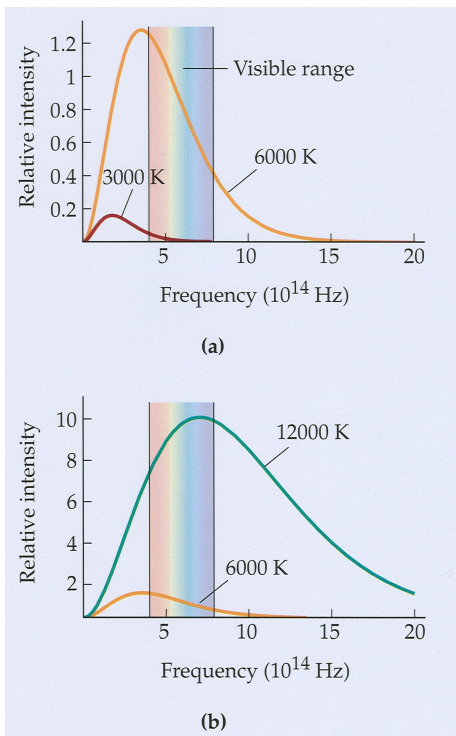 Relative intensity
1.2
1
0.8
0.6
0.4
0.2
Visible range
6000 K
3000 K
5
10
15
20
Frequency (10¹⁴ Hz)
(a)
Relative intensity
10
8
6
4
2
12000 K
6000 K
5
10
15
20
Frequency (10¹⁴ Hz)
(b)